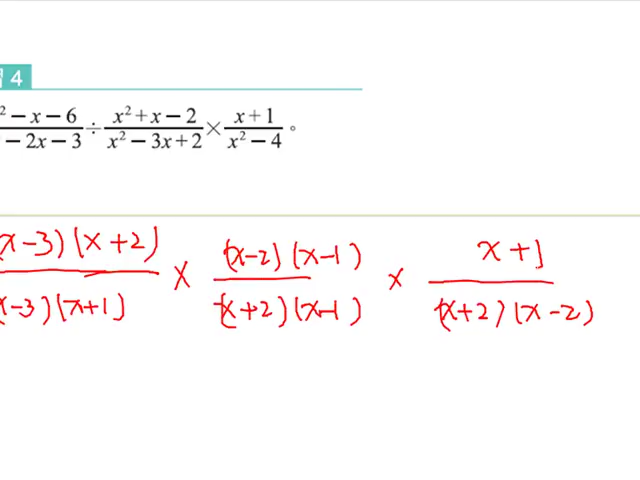 4
² − x − 6 / − 2x − 3 ÷ x² + x − 2 / x² − 3x + 2 × x + 1 / x² − 4 。
(x−3)(x+2) / x−3)(x+1) × (x−2)(x−1) / (x+2)(x−1) × x+1 / (x+2)(x−2)